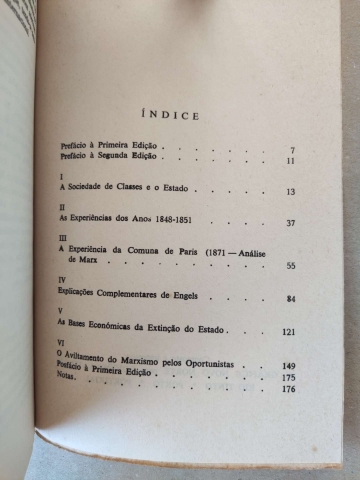 ÍNDICE
Prefácio à Primeira Edição . . . . . . . 7
Prefácio à Segunda Edição . . . . . . . 11
I
A Sociedade de Classes e o Estado . . . . . 13
II
As Experiências dos Anos 1848-1851 . . . . . 37
III
A Experiência da Comuna de Paris (1871 — Análise
de Marx . . . . . . . . . 55
IV
Explicações Complementares de Engels . . . . . 84
V
As Bases Económicas da Extinção do Estado . . . . 121
VI
O Aviltamento do Marxismo pelos Oportunistas . . . 149
Posfácio à Primeira Edição . . . . . . . 175
Notas . . . . . . . . . . 176